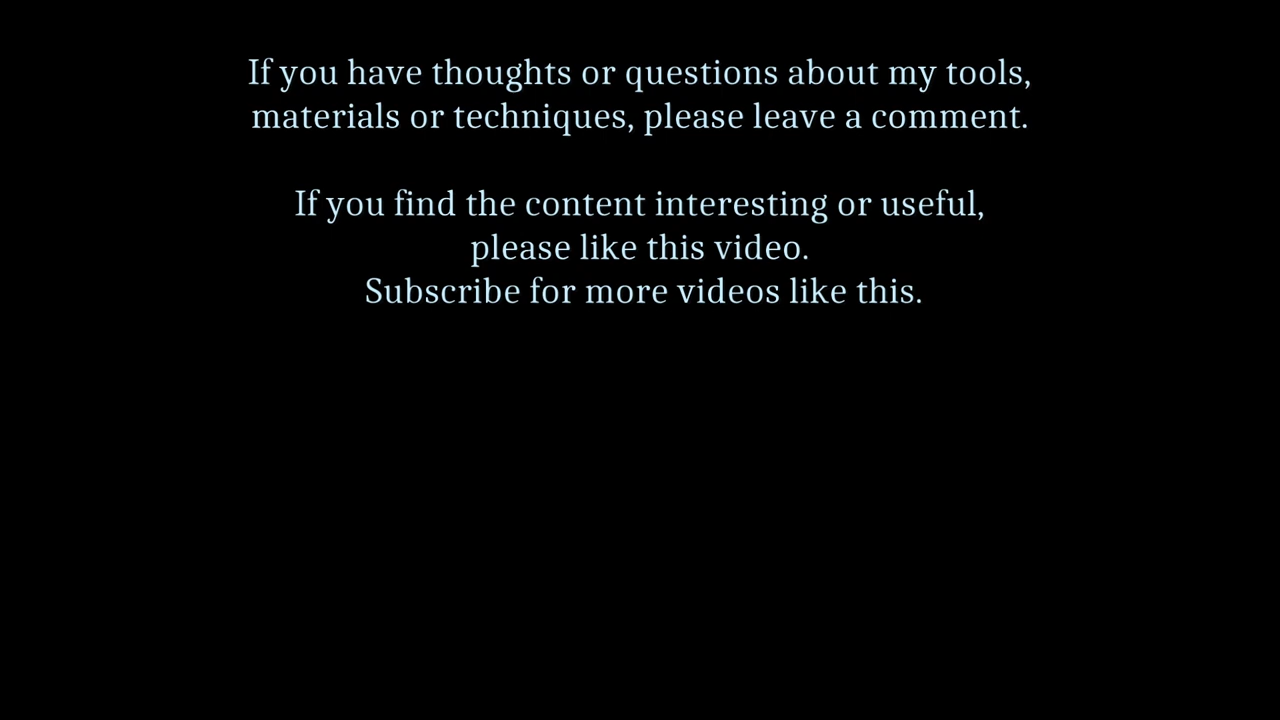 If you have thoughts or questions about my tools,
materials or techniques, please leave a comment.
If you find the content interesting or useful,
please like this video.
Subscribe for more videos like this.